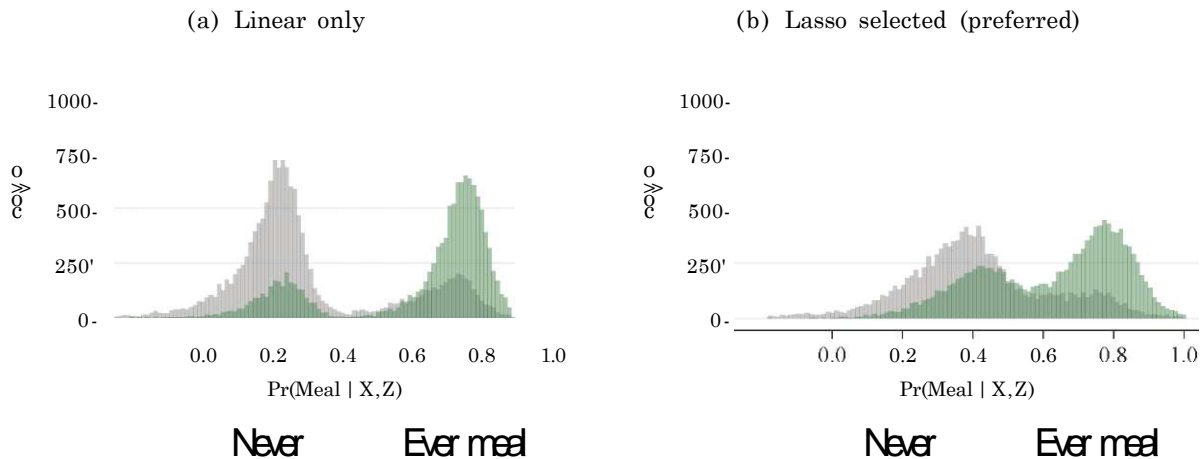 (a) Linear only
1000-
750-
500-
250'
0-
0.0 0.2 0.4 0.6 0.8 1.0
Pr(Meal | X,Z)
Never Ever meal
(b) Lasso selected (preferred)
1000-
750-
500-
250'
0-
0.0 0.2 0.4 0.6 0.8 1.0
Pr(Meal | X,Z)
Never Ever meal